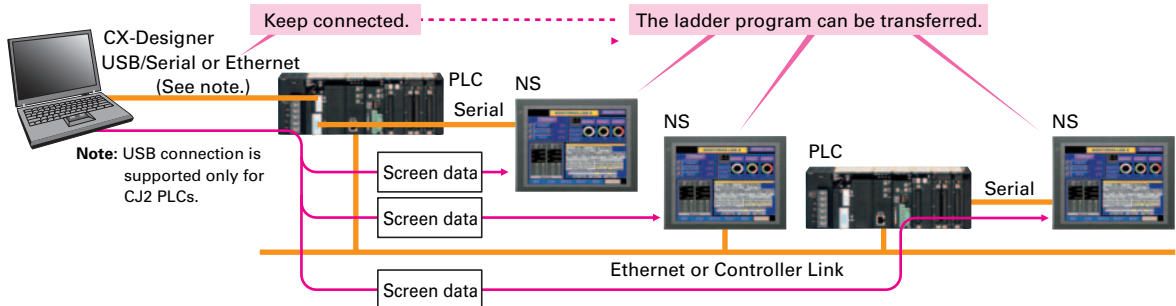 Keep connected.
The ladder program can be transferred.
CX-Designer
USB/Serial or Ethernet
(See note.)
PLC
NS
Serial
NS
NS
PLC
Serial
Note: USB connection is
supported only for
CJ2 PLCs.
Screen data
Screen data
Ethernet or Controller Link
Screen data